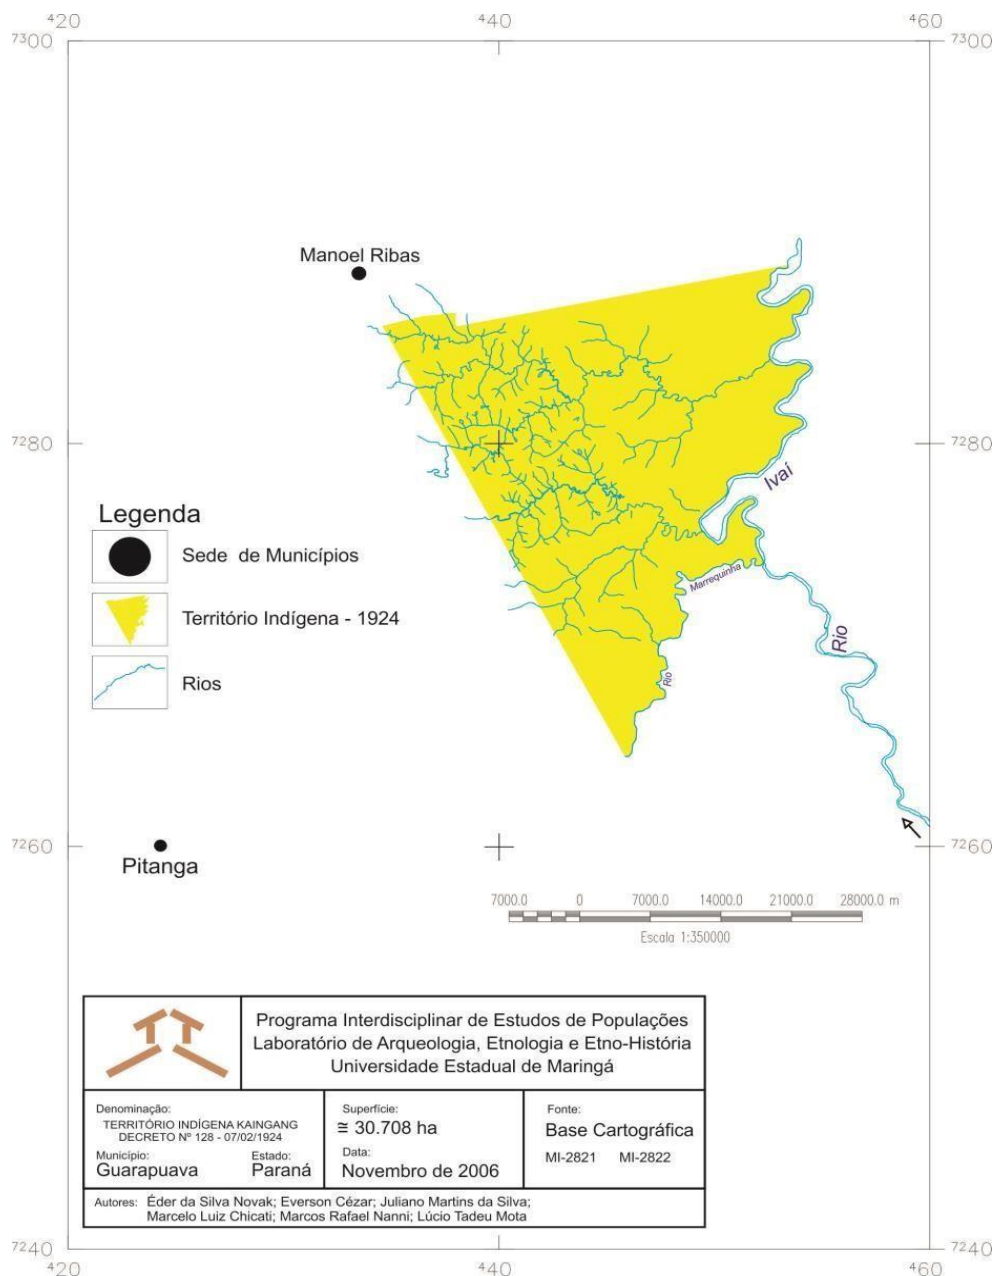 420
440
460
7300
7300
Manoel Ribas
7280
7280
Ivaí
Legenda
Sede de Municípios
Marrequinha
Território Indígena - 1924
Rio
Rios
Rio
7260
7260
Pitanga
7000.0 0 7000.0 14000.0 21000.0 28000.0 m
Escala 1:350000
Programa Interdisciplinar de Estudos de Populações
Laboratório de Arqueologia, Etnologia e Etno-História
Universidade Estadual de Maringá
Denominação:
TERRITÓRIO INDÍGENA KAINGANG
DECRETO Nº 128 - 07/02/1924
Município:
Guarapuava
Estado:
Paraná
Superfície:
≅ 30.708 ha
Data:
Novembro de 2006
Fonte:
Base Cartográfica
MI-2821 MI-2822
Autores: Éder da Silva Novak; Everson Cézar; Juliano Martins da Silva;
Marcelo Luiz Chicati; Marcos Rafael Nanni; Lúcio Tadeu Mota
7240
7240
420
440
460